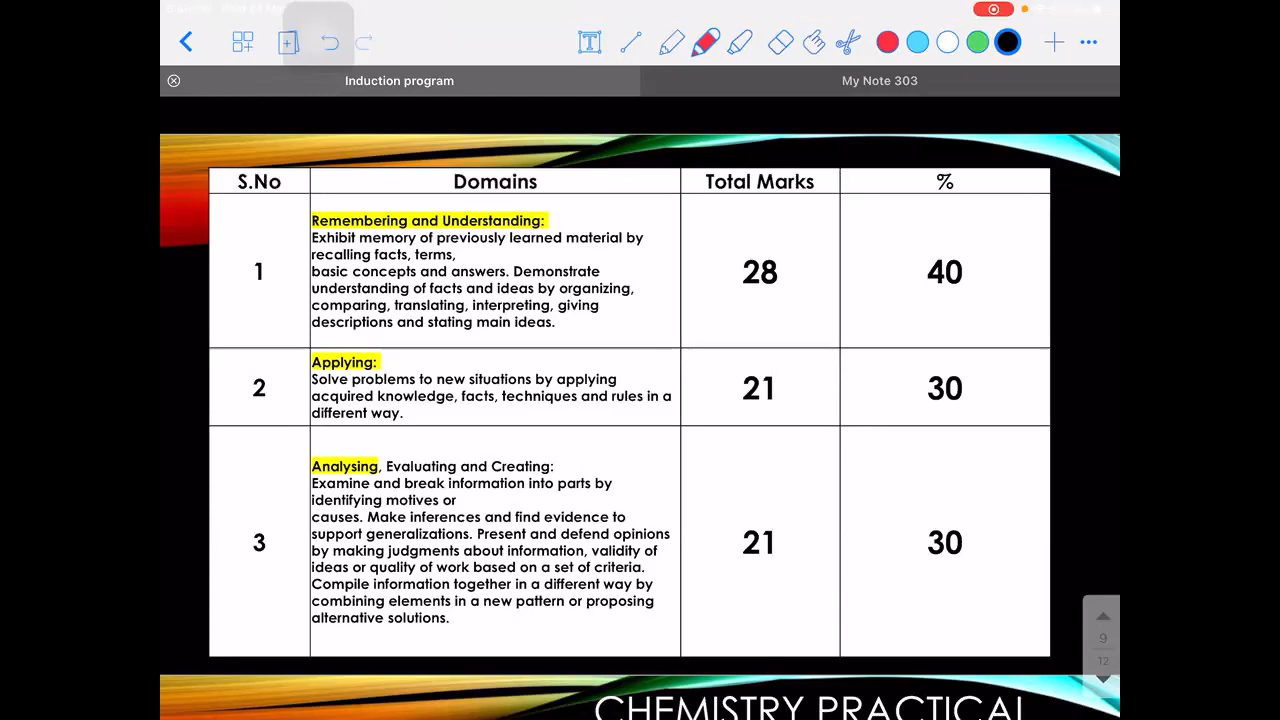 Induction program
My Note 303
S.No Domains Total Marks %
1
Remembering and Understanding:
Exhibit memory of previously learned material by
recalling facts, terms,
basic concepts and answers. Demonstrate
understanding of facts and ideas by organizing,
comparing, translating, interpreting, giving
descriptions and stating main ideas.
28
40
2
Applying:
Solve problems to new situations by applying
acquired knowledge, facts, techniques and rules in a
different way.
21
30
3
Analysing, Evaluating and Creating:
Examine and break information into parts by
identifying motives or
causes. Make inferences and find evidence to
support generalizations. Present and defend opinions
by making judgments about information, validity of
ideas or quality of work based on a set of criteria.
Compile information together in a different way by
combining elements in a new pattern or proposing
alternative solutions.
21
30
9
12
CHEMISTRY PRACTICAL